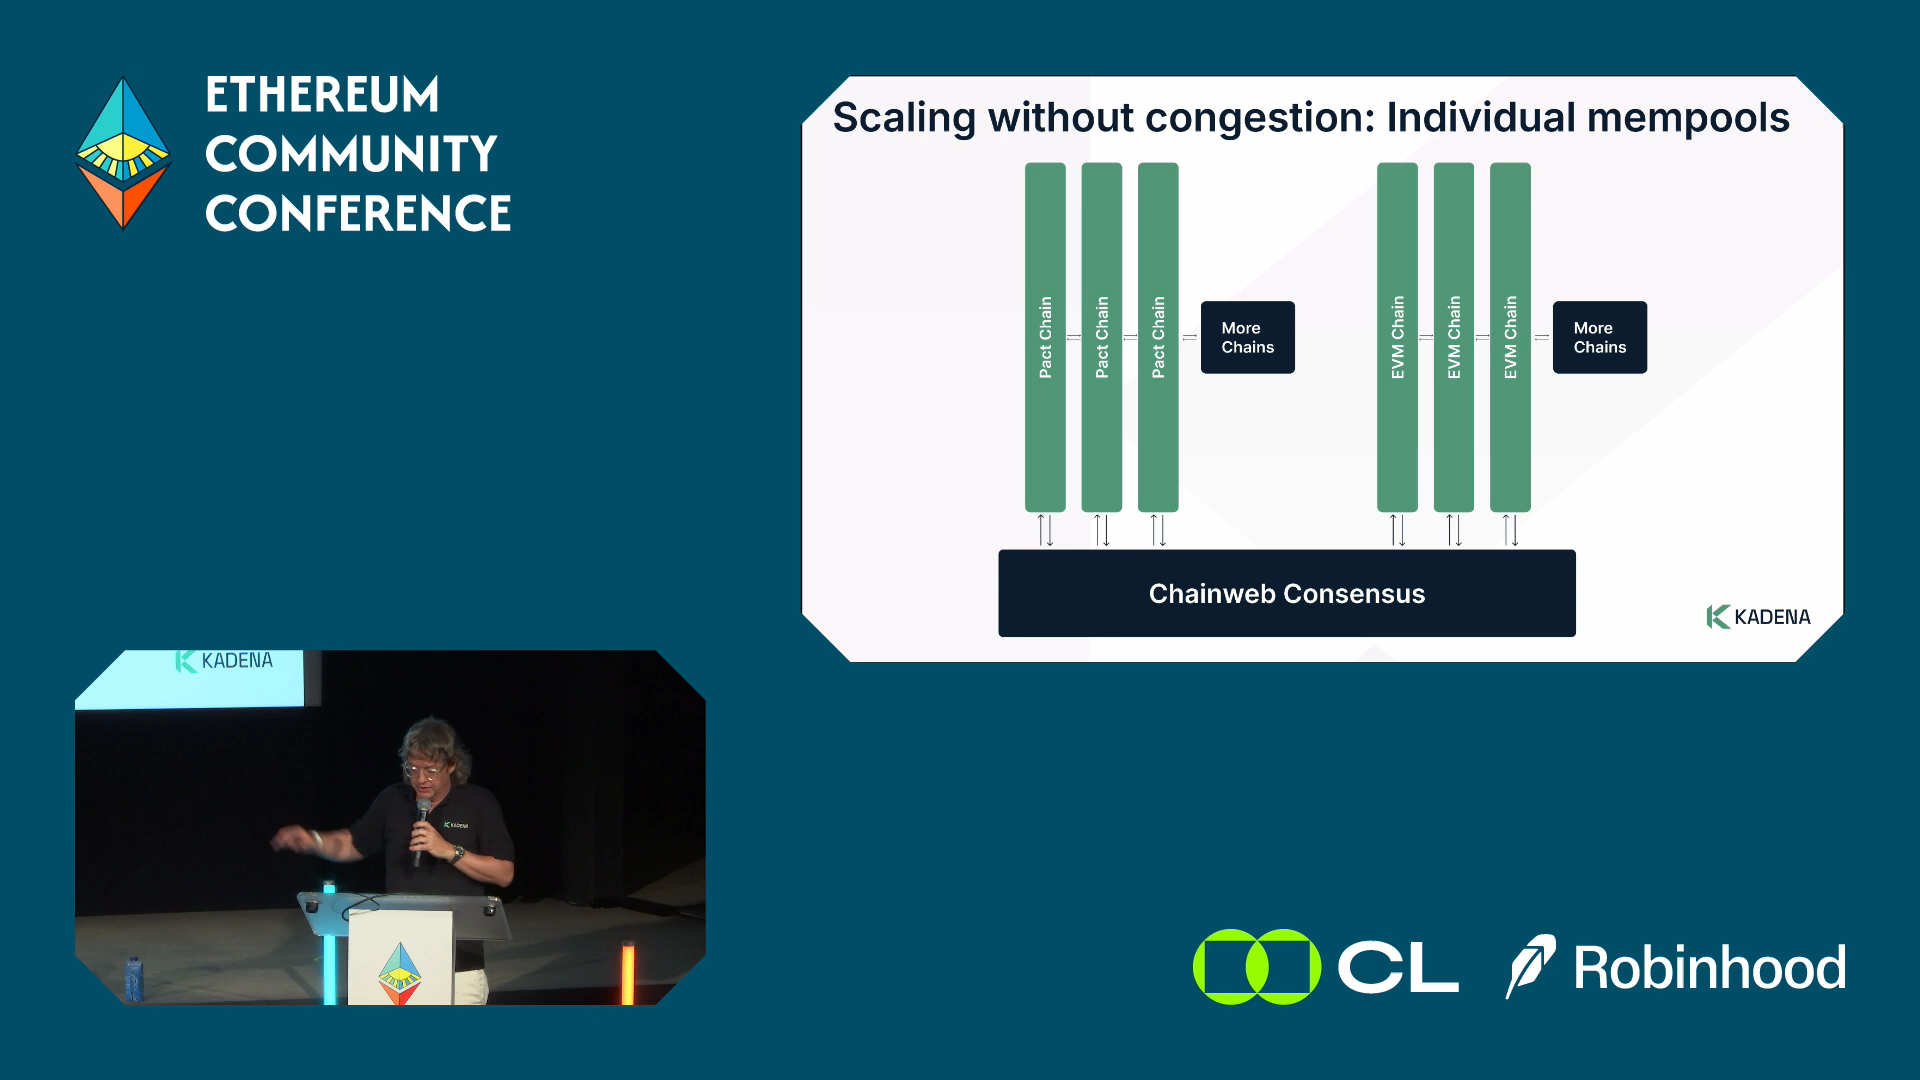 ETHEREUM
COMMUNITY
CONFERENCE
Scaling without congestion: Individual mempools
Pact Chain
Pact Chain
Pact Chain
More
Chains
EVM Chain
EVM Chain
EVM Chain
More
Chains
Chainweb Consensus
KADENA
KADENA
KADENA
CL
Robinhood